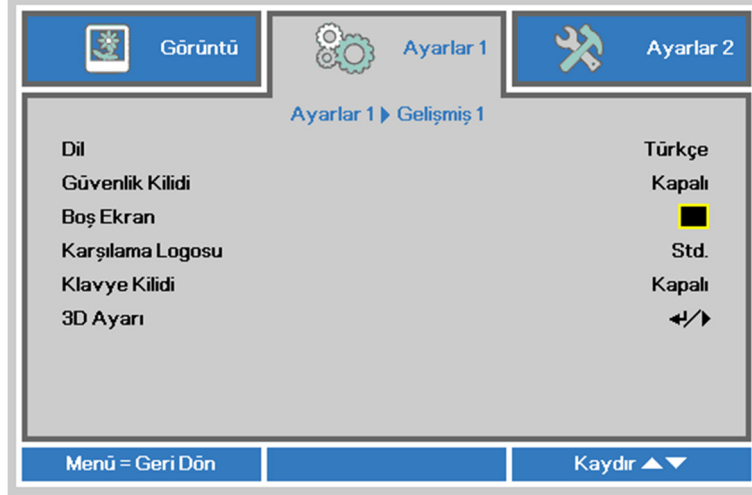 Görüntü Ayarlar 1 Ayarlar 2
Ayarlar 1 Gelişmiş 1
Dil Türkçe
Güvenlik Kilidi Kapalı
Boş Ekran
Karşılama Logosu Std.
Klavye Kilidi Kapalı
3D Ayarı
Menü = Geri Dön Kaydır